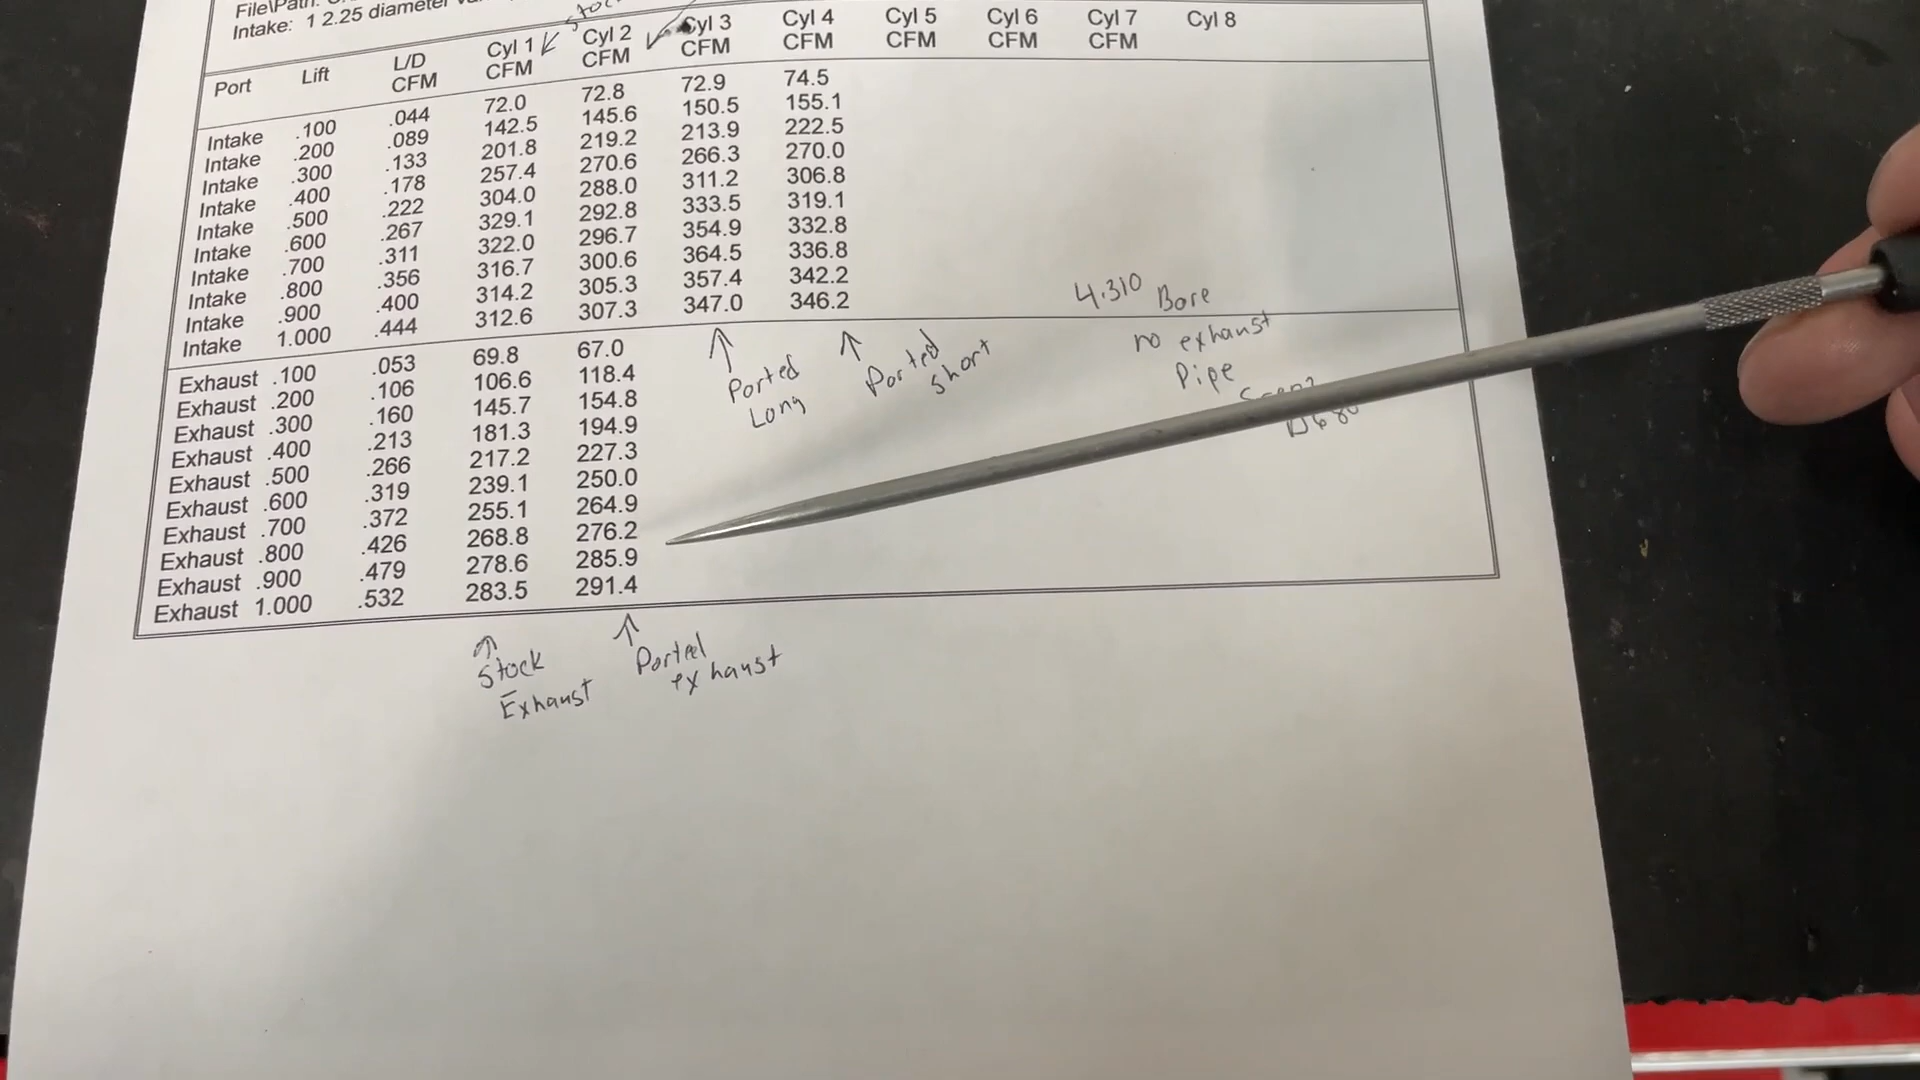 File\Path:
Intake: 1 2.25 diameter
Stock
Port Lift L/D CFM Cyl 1 CFM Cyl 2 CFM Cyl 3 CFM Cyl 4 CFM Cyl 5 CFM Cyl 6 CFM Cyl 7 CFM Cyl 8
Intake .100 .044 72.0 72.8 72.9 74.5
Intake .200 .089 142.5 145.6 150.5 155.1
Intake .300 .133 201.8 219.2 213.9 222.5
Intake .400 .178 257.4 270.6 266.3 270.0
Intake .500 .222 304.0 288.0 311.2 306.8
Intake .600 .267 329.1 292.8 333.5 319.1
Intake .700 .311 322.0 296.7 354.9 332.8
Intake .800 .356 316.7 300.6 364.5 336.8
Intake .900 .400 314.2 305.3 357.4 342.2
Intake 1.000 .444 312.6 307.3 347.0 346.2
Exhaust .100 .053 69.8 67.0
Exhaust .200 .106 106.6 118.4
Exhaust .300 .160 145.7 154.8
Exhaust .400 .213 181.3 194.9
Exhaust .500 .266 217.2 227.3
Exhaust .600 .319 239.1 250.0
Exhaust .700 .372 255.1 264.9
Exhaust .800 .426 268.8 276.2
Exhaust .900 .479 278.6 285.9
Exhaust 1.000 .532 283.5 291.4
Ported
Long
Ported
Short
4.310 Bore
no exhaust
Pipe
Stock
Exhaust
Ported
exhaust